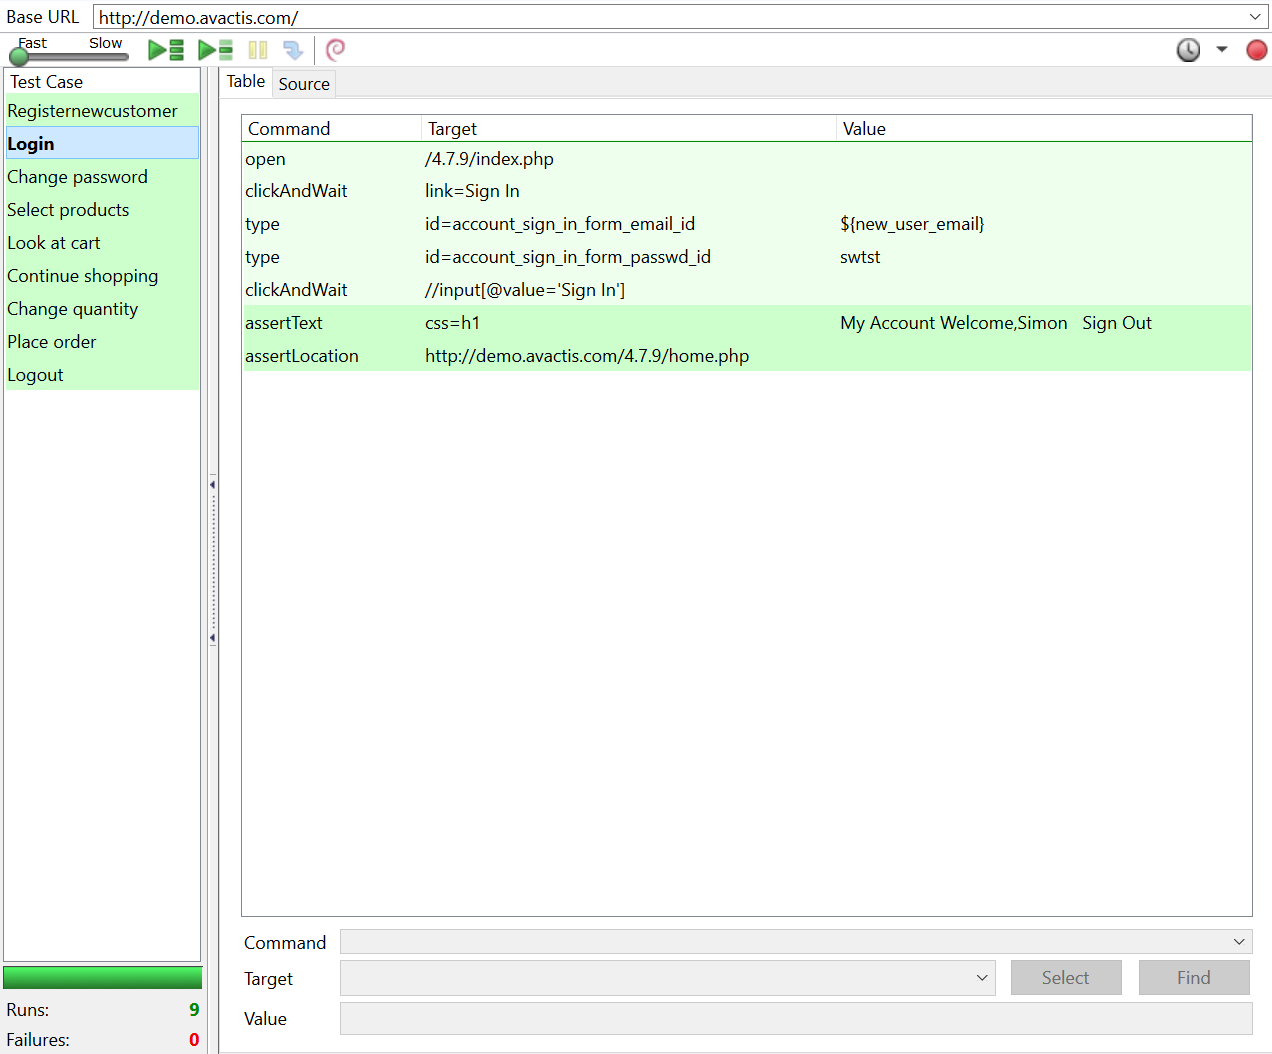 Base URL http://demo.avactis.com/
Fast Slow
Test Case
Registernewcustomer
Login
Change password
Select products
Look at cart
Continue shopping
Change quantity
Place order
Logout
Runs: 9
Failures: 0
Table Source
Command Target Value
open /4.7.9/index.php
clickAndWait link=Sign In
type id=account_sign_in_form_email_id ${new_user_email}
type id=account_sign_in_form_passwd_id swtst
clickAndWait //input[@value='Sign In']
assertText css=h1 My Account Welcome,Simon Sign Out
assertLocation http://demo.avactis.com/4.7.9/home.php
Command
Target Select Find
Value